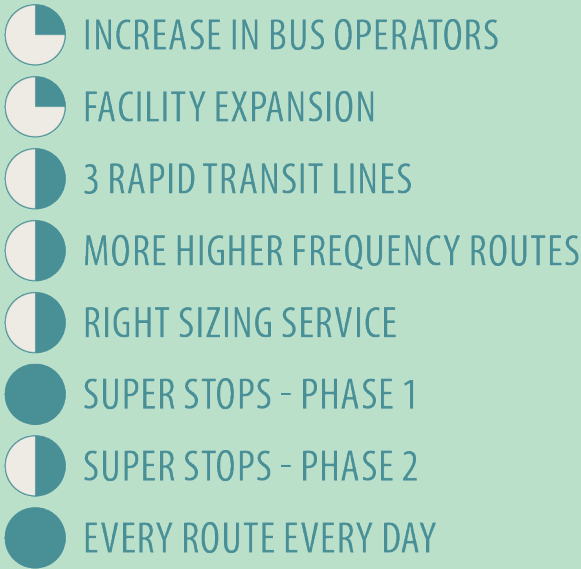 INCREASE IN BUS OPERATORS
FACILITY EXPANSION
3 RAPID TRANSIT LINES
MORE HIGHER FREQUENCY ROUTES
RIGHT SIZING SERVICE
SUPER STOPS - PHASE 1
SUPER STOPS - PHASE 2
EVERY ROUTE EVERY DAY